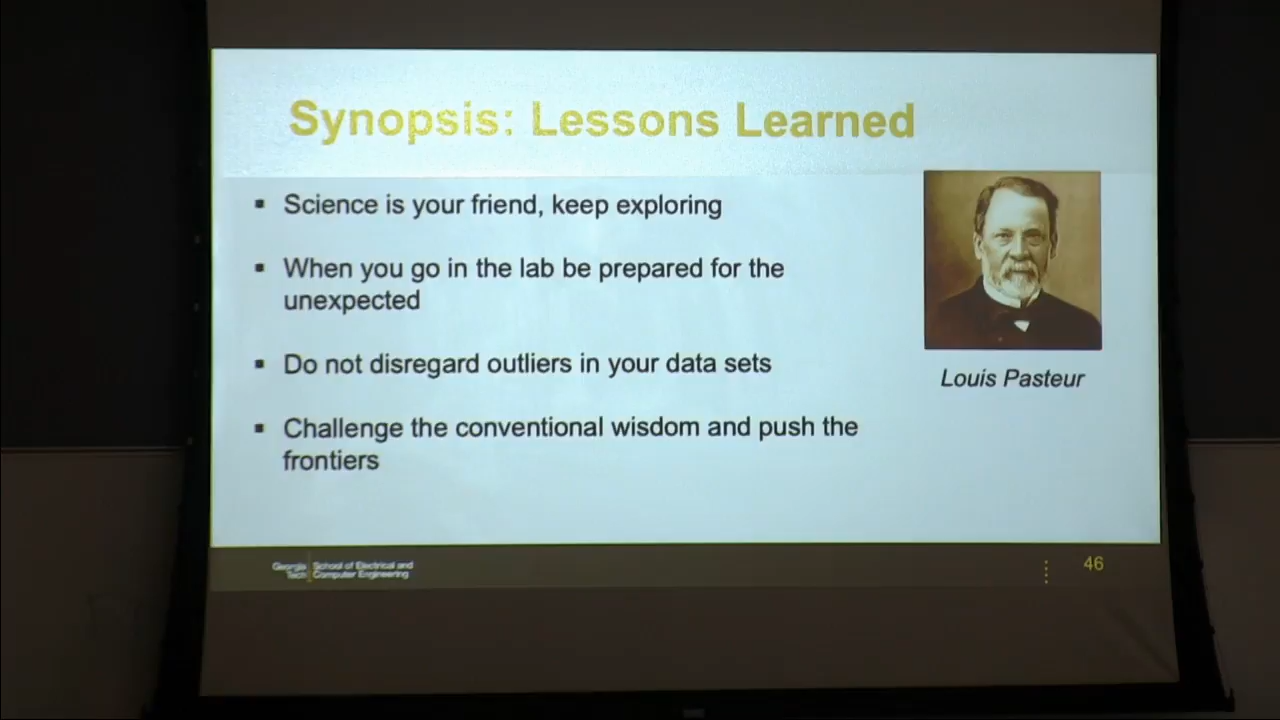 Synopsis: Lessons Learned
▪ Science is your friend, keep exploring
▪ When you go in the lab be prepared for the
unexpected
▪ Do not disregard outliers in your data sets
▪ Challenge the conventional wisdom and push the
frontiers
Louis Pasteur
Georgia Tech
School of Electrical and
Computer Engineering
46